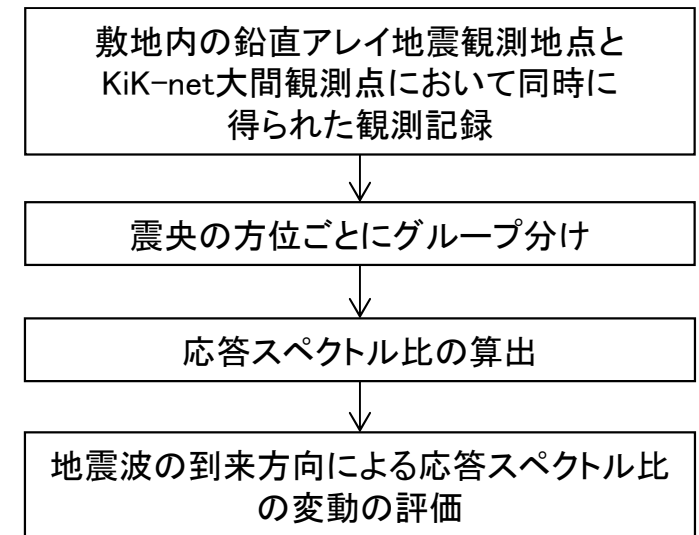 敷地内の鉛直アレイ地震観測地点と
KiK-net大間観測点において同時に
得られた観測記録
震央の方位ごとにグループ分け
応答スペクトル比の算出
地震波の到来方向による応答スペクトル比
の変動の評価